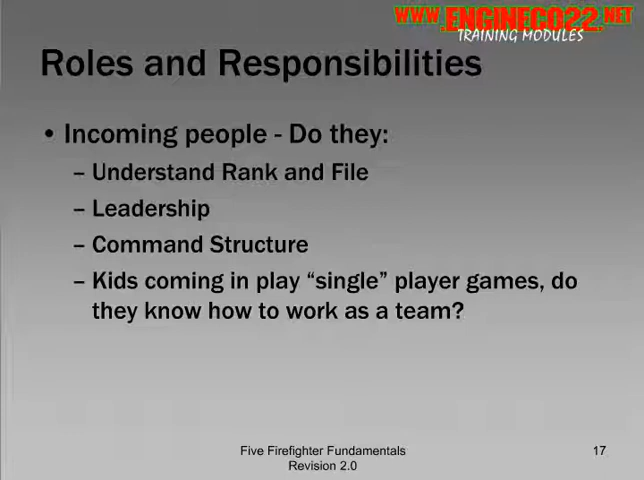 WWW.ENGINECO22.NET
TRAINING MODULES
Roles and Responsibilities
• Incoming people - Do they:
– Understand Rank and File
– Leadership
– Command Structure
– Kids coming in play “single” player games, do
they know how to work as a team?
Five Firefighter Fundamentals
Revision 2.0
17